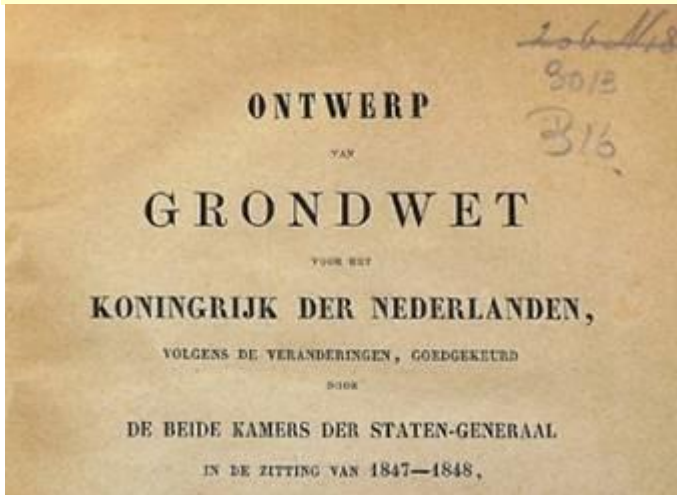 ONTWERP
VAN
GRONDWET
VOOR HET
KONINGRIJK DER NEDERLANDEN,
VOLGENS DE VERANDERINGEN, GOEDGEKEURD
DOOR
DE BEIDE KAMERS DER STATEN-GENERAAL
IN DE ZITTING VAN 1847—1848,